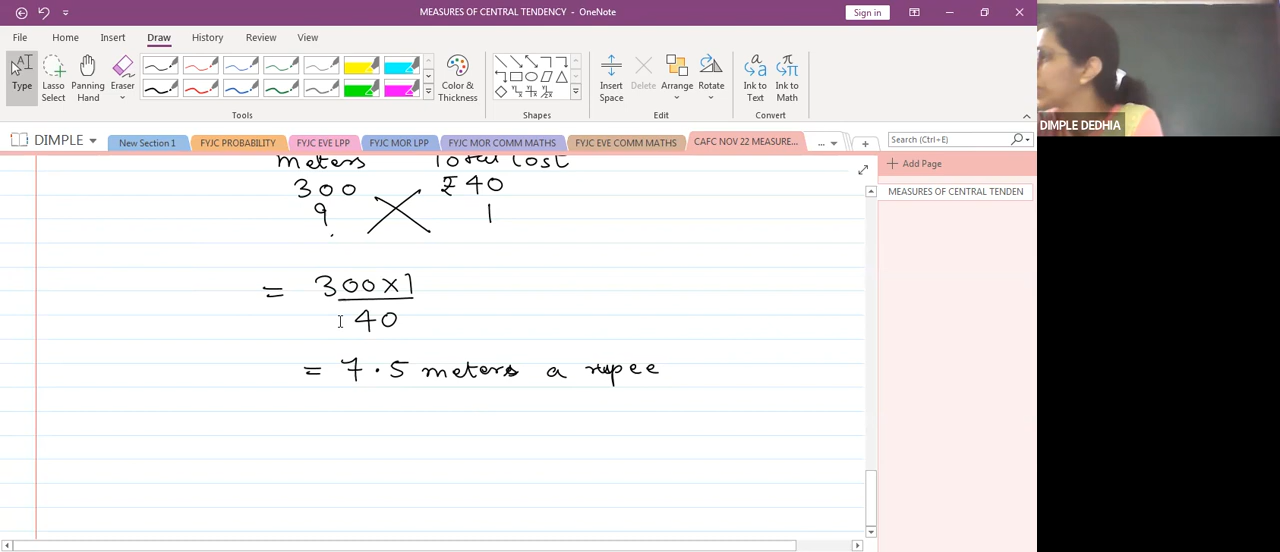 MEASURES OF CENTRAL TENDENCY - OneNote
Sign in
File Home Insert Draw History Review View
Type
Lasso Select
Panning Hand
Eraser
Color & Thickness
Insert Space
Delete
Arrange
Rotate
Ink to Text
Ink to Math
Tools
Shapes
Edit
Convert
DIMPLE
New Section 1
FYJC PROBABILITY
FYJC EVE LPP
FYJC MOR LPP
FYJC MOR COMM MATHS
FYJC EVE COMM MATHS
CAFC NOV 22 MEASURE...
...
Search (Ctrl+E)
Add Page
MEASURES OF CENTRAL TENDEN
DIMPLE DEDHIA
meters Total Cost
300 ₹40
? 1
= 300 × 1
40
= 7.5 meters a rupee